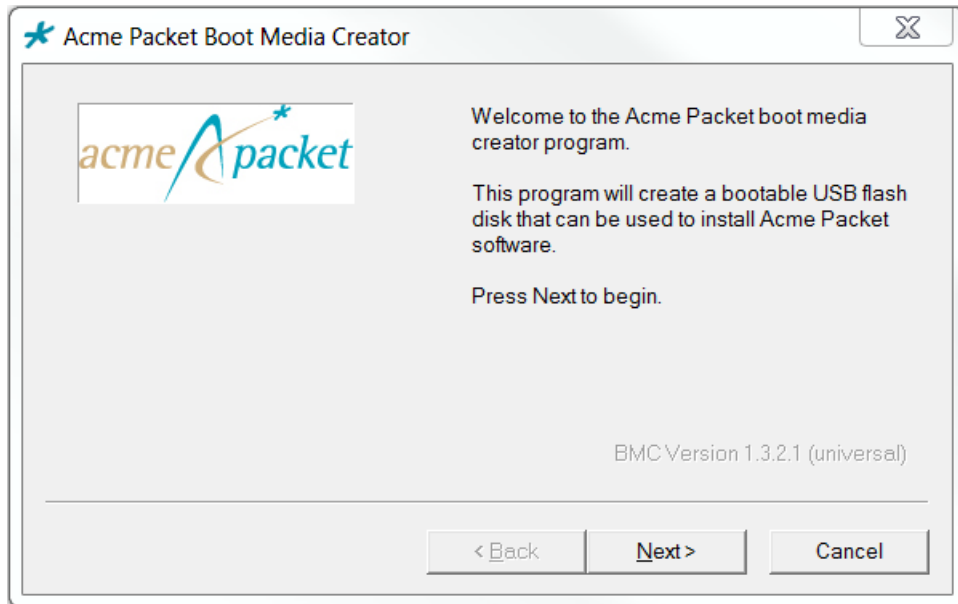 Acme Packet Boot Media Creator
acme packet
Welcome to the Acme Packet boot media
creator program.
This program will create a bootable USB flash
disk that can be used to install Acme Packet
software.
Press Next to begin.
BMC Version 1.3.2.1 (universal)
< Back
Next >
Cancel